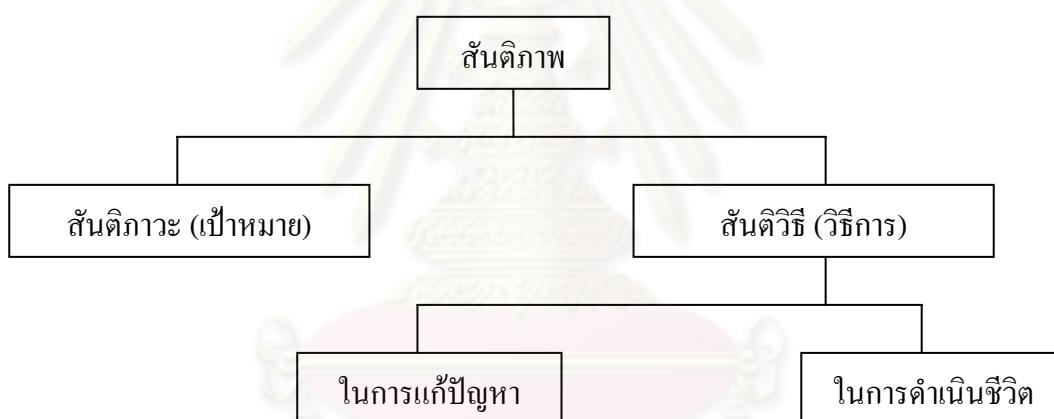 สันติภาพ
สันติภาวะ (เป้าหมาย)
สันติวิธี (วิธีการ)
ในการแก้ปัญหา
ในการดำเนินชีวิต